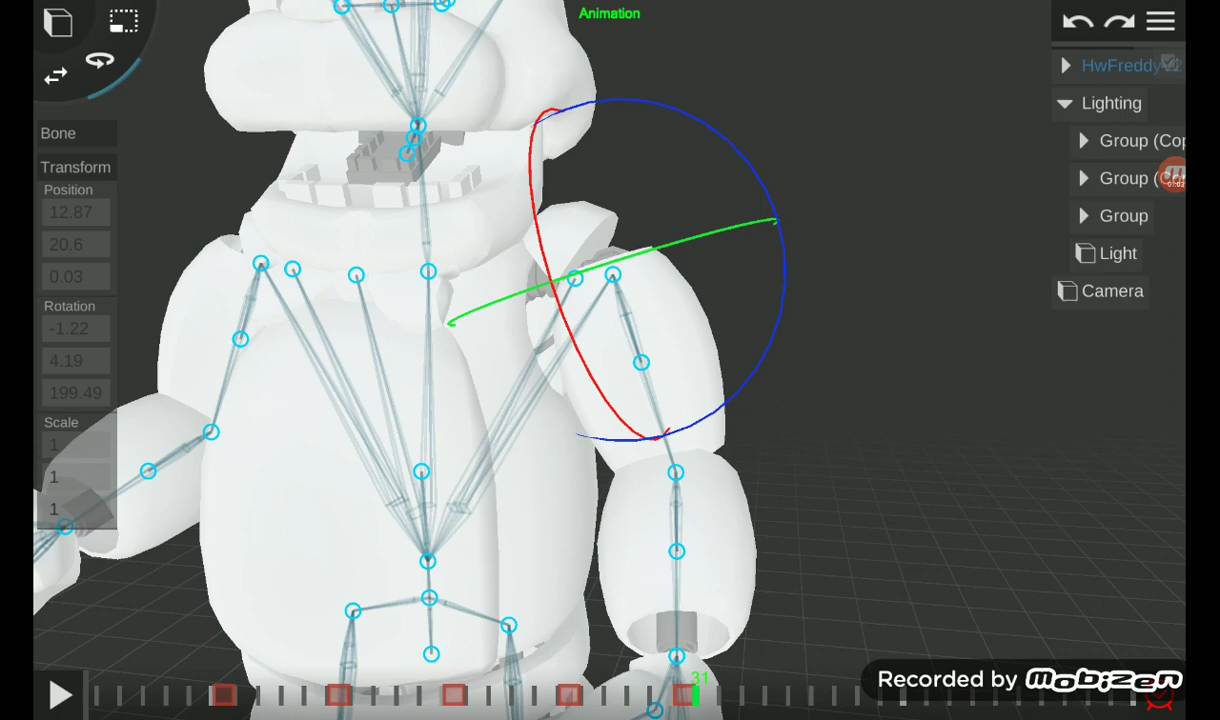 Animation
HwFreddy
Lighting
Group (Cop
Group (
Group
Light
Camera
Bone
Transform
Position
12.87
20.6
0.03
Rotation
-1.22
4.19
199.49
Scale
1
1
1
31
Recorded by mobizen